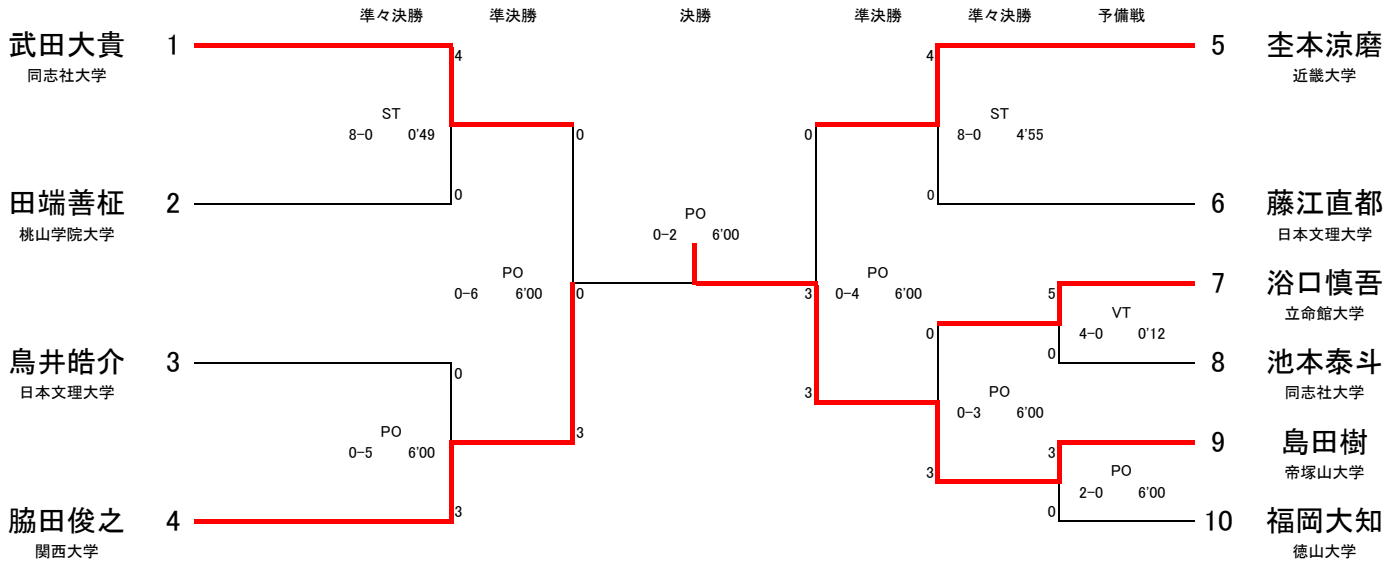 準々決勝 準決勝 決勝 準決勝 準々決勝 予備戦
武田大貴 1
同志社大学
4
ST
8-0 0'49
0
田端善柾 2
桃山学院大学
0
PO
0-6 6'00
3
鳥井皓介 3
日本文理大学
0
PO
0-5 6'00
3
脇田俊之 4
関西大学
PO
0-2 6'00
0
3
5 杢本涼磨
近畿大学
4
ST
8-0 4'55
0
6 藤江直都
日本文理大学
0
PO
0-4 6'00
3
7 浴口慎吾
立命館大学
5
VT
4-0 0'12
0
8 池本泰斗
同志社大学
0
PO
0-3 6'00
3
9 島田樹
帝塚山大学
3
PO
2-0 6'00
0
10 福岡大知
徳山大学